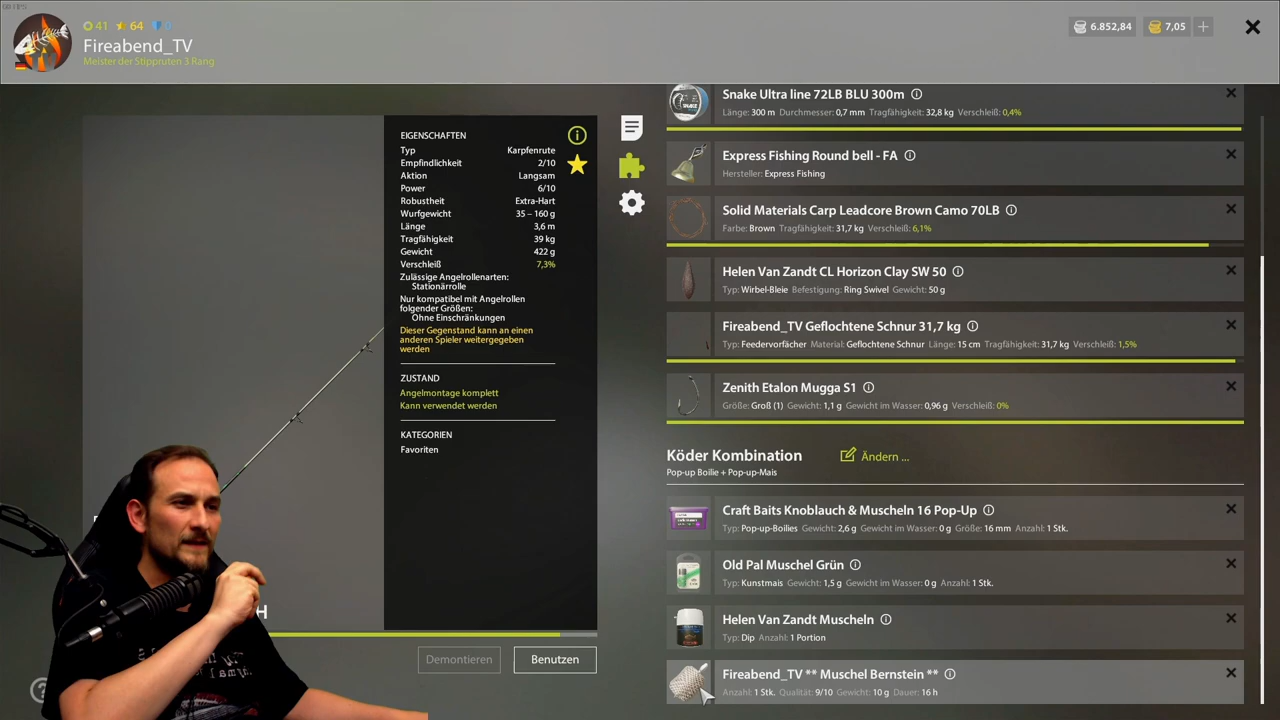 41 64
Fireabend_TV
Meister der Stippruten 3.Rang
6.852,84
7,05
EIGENSCHAFTEN
Typ Karpfenrute
Empfindlichkeit 2/10
Aktion Langsam
Power 6/10
Robustheit Extra-Hart
Wurfgewicht 35 – 160 g
Länge 3,6 m
Tragfähigkeit 39 kg
Gewicht 422 g
Verschleiß 7,3%
Zulässige Angelrollenarten:
Stationärrolle
Nur kompatibel mit Angelrollen
folgender Größen:
Ohne Einschränkungen
Dieser Gegenstand kann an einen
anderen Spieler weitergegeben
werden
ZUSTAND
Angelmontage komplett
Kann verwendet werden
KATEGORIEN
Favoriten
H
Demontieren
Benutzen
Snake Ultra line 72LB BLU 300m
Länge: 300 m Durchmesser: 0,7 mm Tragfähigkeit: 32,8 kg Verschleiß: 0,4%
Express Fishing Round bell - FA
Hersteller: Express Fishing
Solid Materials Carp Leadcore Brown Camo 70LB
Farbe: Brown Tragfähigkeit: 31,7 kg Verschleiß: 6,1%
Helen Van Zandt CL Horizon Clay SW 50
Typ: Wirbel-Bleie Befestigung: Ring Swivel Gewicht: 50 g
Fireabend_TV Geflochtene Schnur 31,7 kg
Typ: Feedervorfächer Material: Geflochtene Schnur Länge: 15 cm Tragfähigkeit: 31,7 kg Verschleiß: 1,5%
Zenith Etalon Mugga S1
Größe: Groß (1) Gewicht: 1,1 g Gewicht im Wasser: 0,96 g Verschleiß: 0%
Köder Kombination
Ändern ...
Pop-up Boilie + Pop-up-Mais
Craft Baits Knoblauch & Muscheln 16 Pop-Up
Typ: Pop-up-Boilies Gewicht: 2,6 g Gewicht im Wasser: 0 g Größe: 16 mm Anzahl: 1 Stk.
Old Pal Muschel Grün
Typ: Kunstmais Gewicht: 1,5 g Gewicht im Wasser: 0 g Anzahl: 1 Stk.
Helen Van Zandt Muscheln
Typ: Dip Anzahl: 1 Portion
Fireabend_TV ** Muschel Bernstein **
Anzahl: 1 Stk. Qualität: 9/10 Gewicht: 10 g Dauer: 16 h